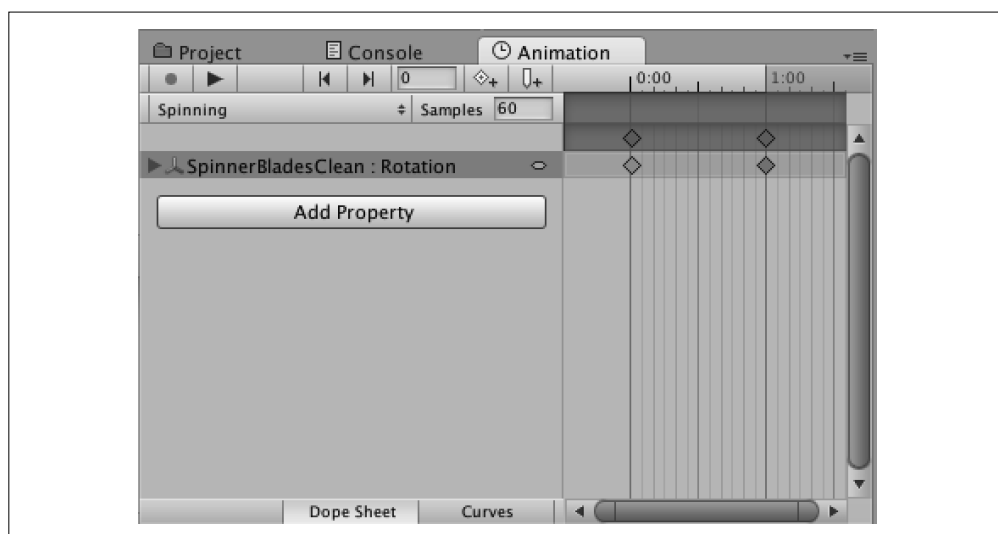 Project
Console
Animation
0
0:00
1:00
Spinning
Samples 60
SpinnerBladesClean : Rotation
Add Property
Dope Sheet
Curves